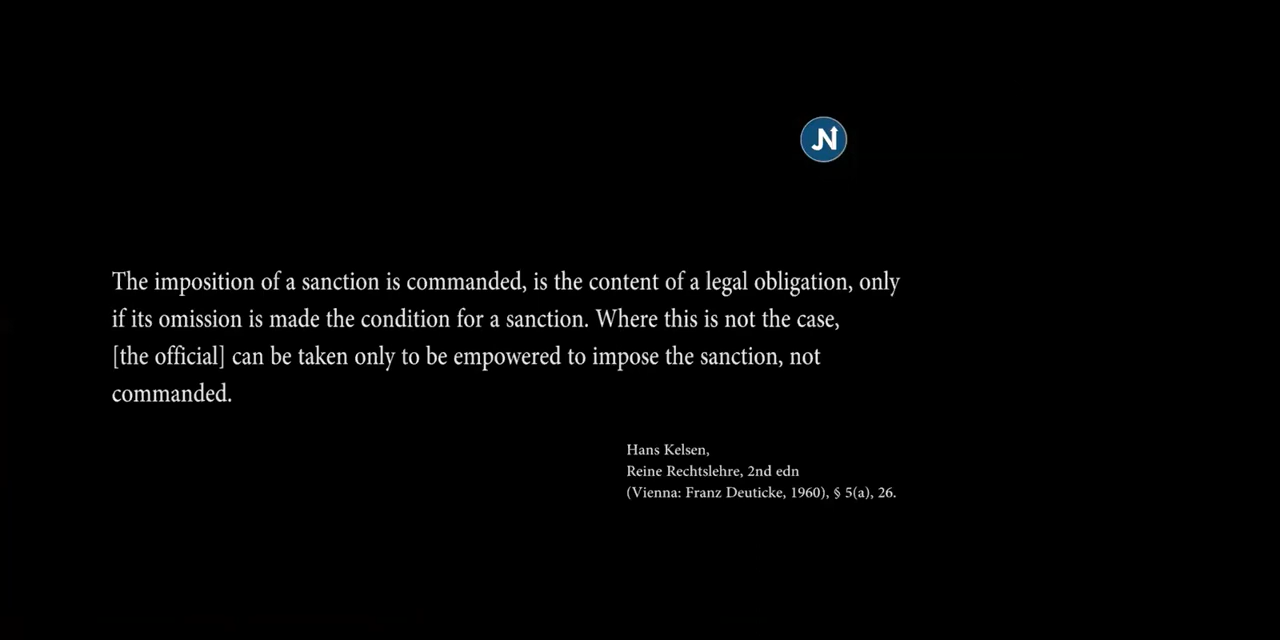 N
The imposition of a sanction is commanded, is the content of a legal obligation, only
if its omission is made the condition for a sanction. Where this is not the case,
[the official] can be taken only to be empowered to impose the sanction, not
commanded.
Hans Kelsen,
Reine Rechtslehre, 2nd edn
(Vienna: Franz Deuticke, 1960), § 5(a), 26.